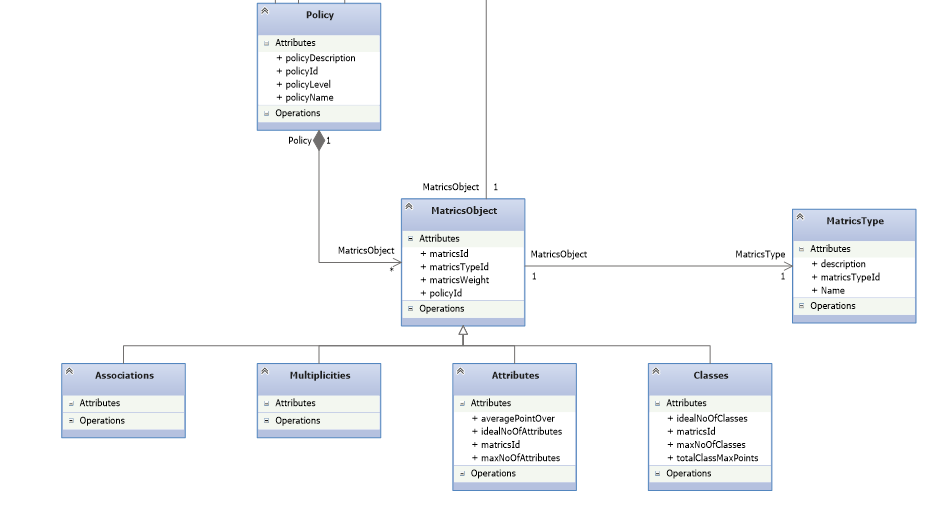 Policy
Attributes
+ policyDescription
+ policyId
+ policyLevel
+ policyName
Operations
Policy 1
MatricsObject 1
MatricsObject
Attributes
+ matricsId
+ matricsTypeId
+ matricsWeight
+ policyId
Operations
MatricsObject
*
MatricsObject
1
MatricsType
1
MatricsType
Attributes
+ description
+ matricsTypeId
+ Name
Operations
Associations
Attributes
Operations
Multiplicities
Attributes
Operations
Attributes
Attributes
+ averagePointOver
+ idealNoOfAttributes
+ matricsId
+ maxNoOfAttributes
Operations
Classes
Attributes
+ idealNoOfClasses
+ matricsId
+ maxNoOfClasses
+ totalClassMaxPoints
Operations